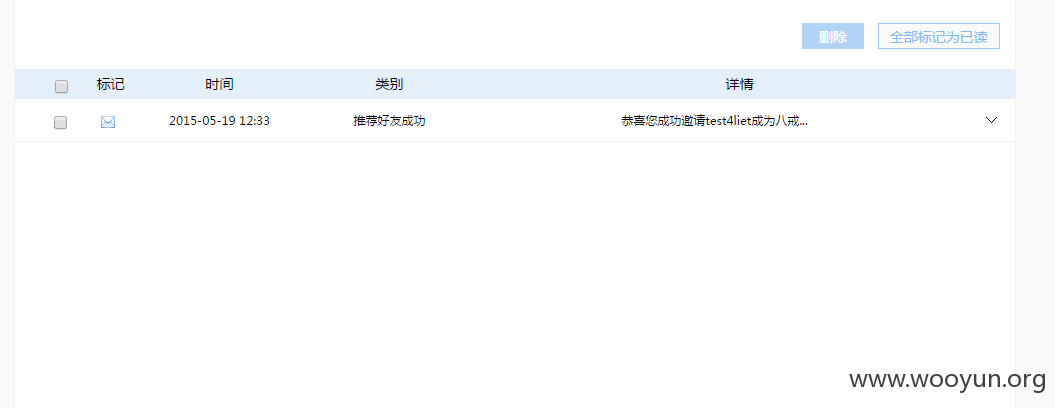 删除 全部标记为已读
标记 时间 类别 详情
2015-05-19 12:33 推荐好友成功 恭喜您成功邀请test4liet成为八戒...
www.wooyun.org